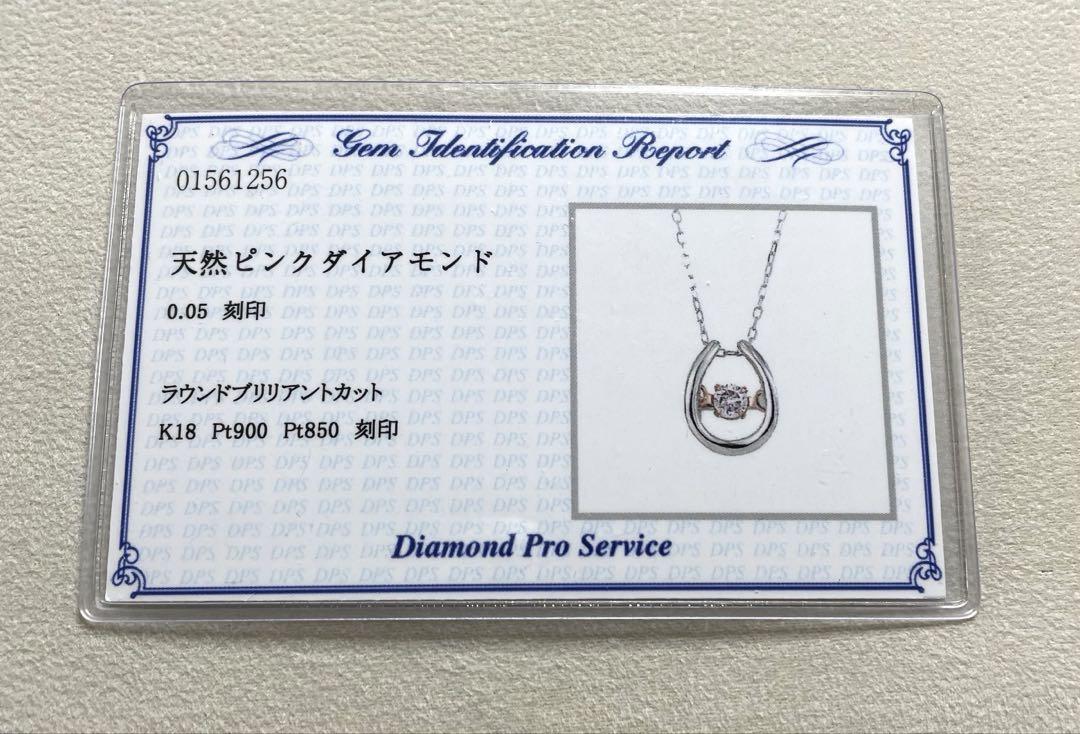 Gem Identification Report
01561256
天然ピンクダイアモンド
0.05 刻印
ラウンドブリリアントカット
K18 Pt900 Pt850 刻印
Diamond Pro Service